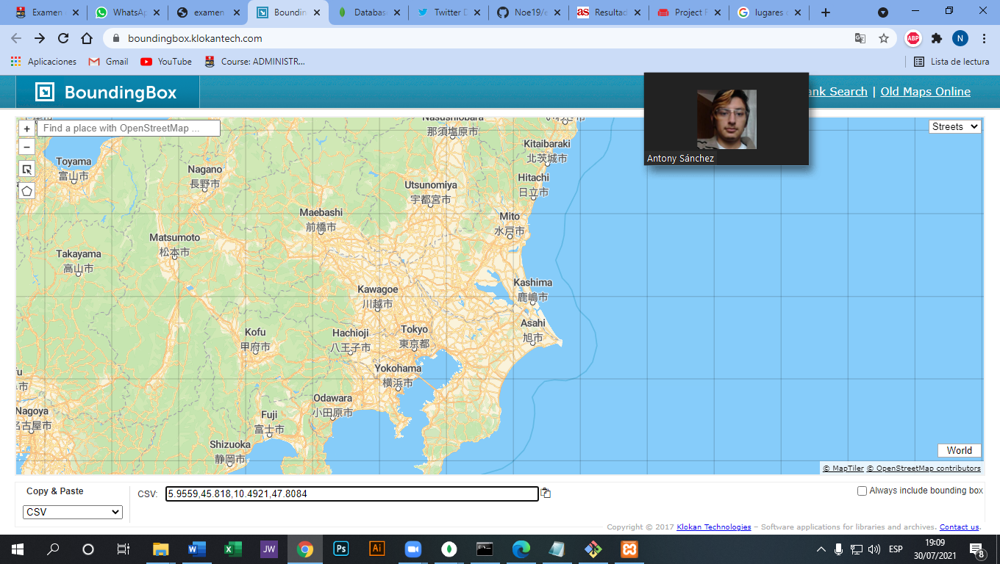 Examen
WhatsAp
examen
Boundin
Databas
Twitter D
Noe19/e
as
Resultad
Project F
lugares
boundingbox.klokantech.com
ABP
N
Aplicaciones
Gmail
YouTube
Course: ADMINISTR...
Lista de lectura
BoundingBox
ank Search | Old Maps Online
+
Find a place with OpenStreetMap ...
−
Streets
Antony Sánchez
Nasushiobara
那須塩原市
Kitaibaraki
北茨城市
Toyama
富山市
Nagano
長野市
Hitachi
日立市
Utsunomiya
宇都宮市
Maebashi
前橋市
Mito
水戸市
Matsumoto
松本市
Takayama
高山市
Kashima
鹿嶋市
Kawagoe
川越市
Asahi
旭市
Tokyo
東京都
Kofu
甲府市
Hachioji
八王子市
Yokohama
横浜市
Odawara
小田原市
Nagoya
名古屋市
Fuji
富士市
Shizuoka
静岡市
World
© MapTiler © OpenStreetMap contributors
Copy & Paste
CSV
CSV:
5.9559,45.818,10.4921,47.8084
Always include bounding box
Copyright © 2017 Klokan Technologies – Software applications for libraries and archives. Contact us.
W
X
JW
Ps
Ai
ESP
19:09
30/07/2021
8